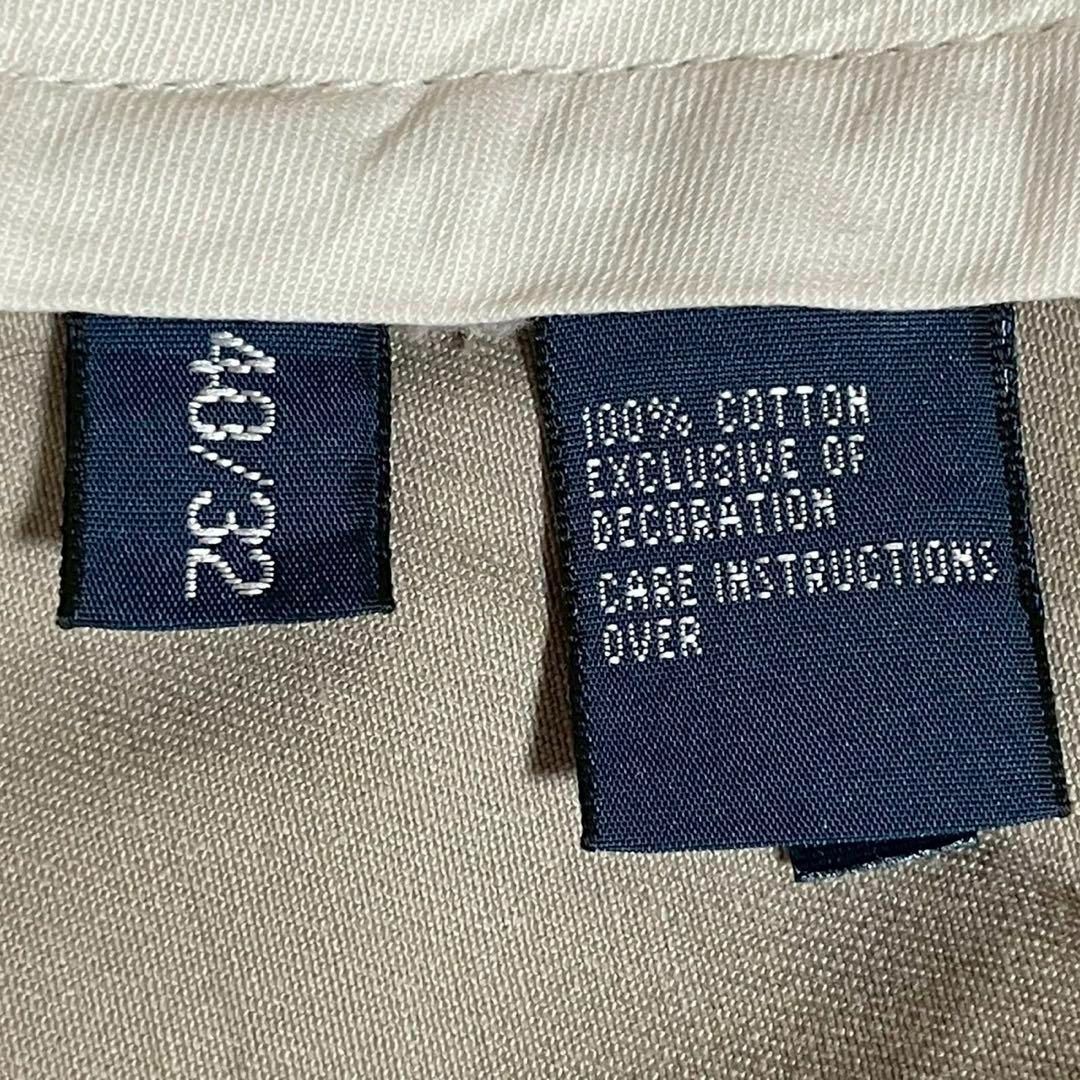 40/32
100% COTTON
EXCLUSIVE OF
DECORATION
CARE INSTRUCTIONS
OVER